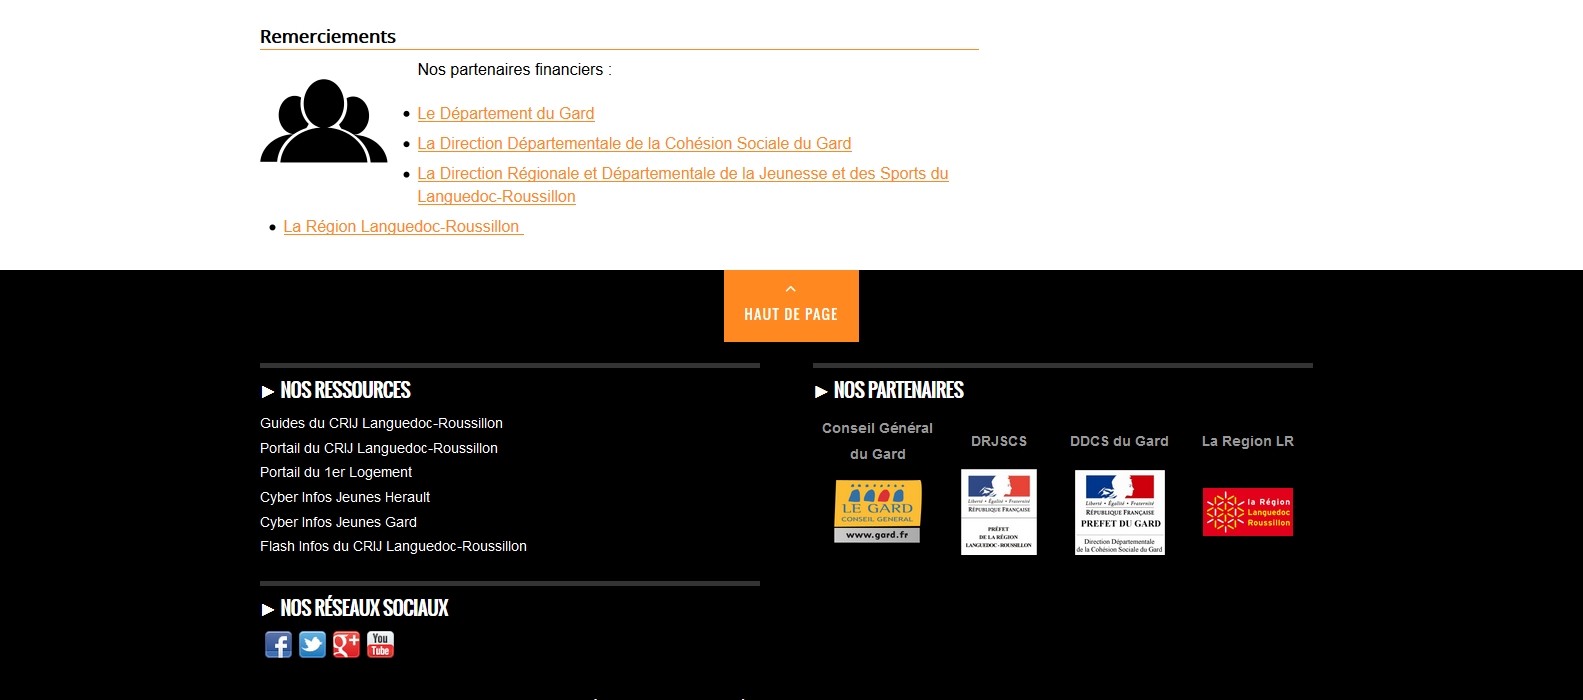 Remerciements
Nos partenaires financiers :
Le Département du Gard
La Direction Départementale de la Cohésion Sociale du Gard
La Direction Régionale et Départementale de la Jeunesse et des Sports du
Languedoc-Roussillon
La Région Languedoc-Roussillon
HAUT DE PAGE
► NOS RESSOURCES
Guides du CRIJ Languedoc-Roussillon
Portail du CRIJ Languedoc-Roussillon
Portail du 1er Logement
Cyber Infos Jeunes Herault
Cyber Infos Jeunes Gard
Flash Infos du CRIJ Languedoc-Roussillon
► NOS RÉSEAUX SOCIAUX
f
g+
You
Tube
► NOS PARTENAIRES
Conseil Général
du Gard
LE GARD
CONSEIL GENERAL
www.gard.fr
DRJSCS
Liberté • Égalité • Fraternité
RÉPUBLIQUE FRANÇAISE
PRÉFET
DE LA RÉGION
LANGUEDOC - ROUSSILLON
DDCS du Gard
Liberté • Égalité • Fraternité
RÉPUBLIQUE FRANÇAISE
PREFET DU GARD
Direction Départementale
de la Cohésion Sociale du Gard
La Region LR
la Région
Languedoc
Roussillon